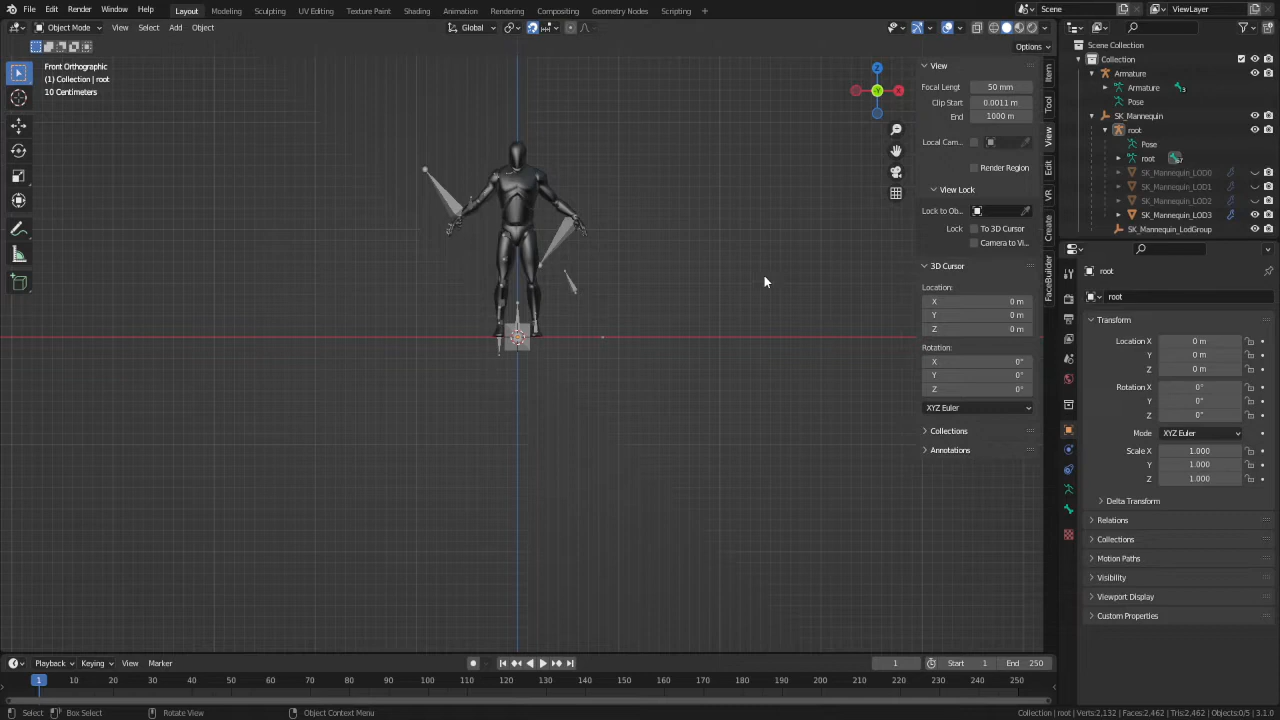 File Edit Render Window Help Layout Modeling Sculpting UV Editing Texture Paint Shading Animation Rendering Compositing Geometry Nodes Scripting Scene ViewLayer
Object Mode View Select Add Object Global
Options
Front Orthographic
(1) Collection | root
10 Centimeters
Z
Y
X
View
Focal Lengt 50 mm
Clip Start 0.0011 m
End 1000 m
Local Cam...
Render Region
View Lock
Lock to Ob...
Lock To 3D Cursor
Camera to Vi...
3D Cursor
Location:
X 0 m
Y 0 m
Z 0 m
Rotation:
X 0°
Y 0°
Z 0°
XYZ Euler
Collections
Annotations
Item
Tool
View
Edit
VR
Create
FaceBuilder
Scene Collection
Collection
Armature
Armature
Pose
SK_Mannequin
root
Pose
root
SK_Mannequin_LOD0
SK_Mannequin_LOD1
SK_Mannequin_LOD2
SK_Mannequin_LOD3
SK_Mannequin_LodGroup
root
root
Transform
Location X 0 m
Y 0 m
Z 0 m
Rotation X 0°
Y 0°
Z 0°
Mode XYZ Euler
Scale X 1.000
Y 1.000
Z 1.000
Delta Transform
Relations
Collections
Motion Paths
Visibility
Viewport Display
Custom Properties
Playback Keying View Marker 1 Start 1 End 250
1 10 20 30 40 50 60 70 80 90 100 110 120 130 140 150 160 170 180 190 200 210 220 230 240 250
Select Box Select Rotate View Object Context Menu Collection | root | Verts:2,132 | Faces:2,462 | Tris:2,462 | Objects:0/5 | 3.1.0